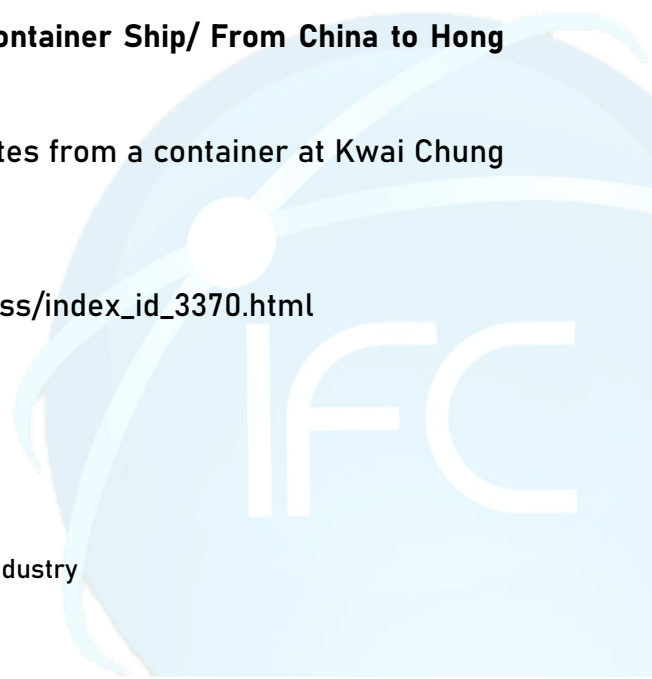 ontainer Ship/ From China to Hong
tes from a container at Kwai Chung
ss/index_id_3370.html
IFC
dustry